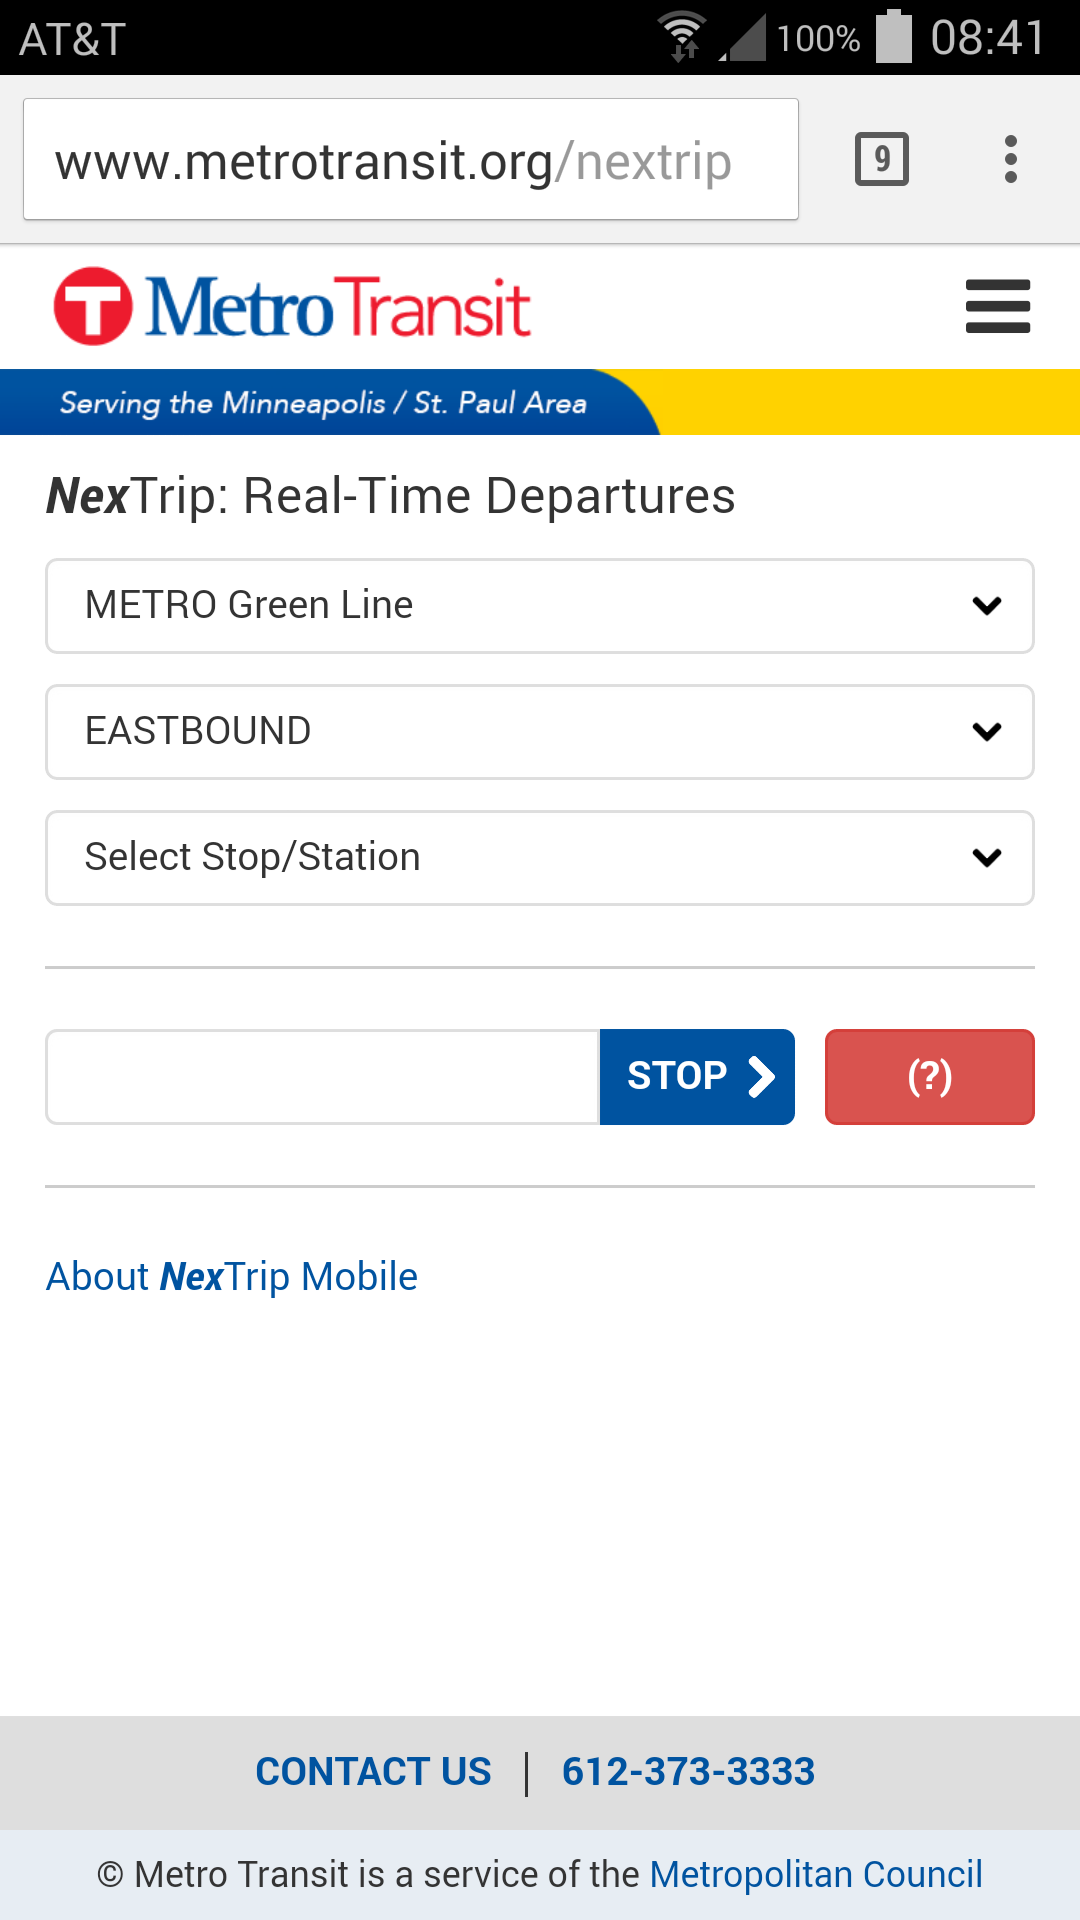 AT&T 100% 08:41
www.metrotransit.org/nextrip 9
T MetroTransit
Serving the Minneapolis / St. Paul Area
NexTrip: Real-Time Departures
METRO Green Line
EASTBOUND
Select Stop/Station
STOP (?)
About NexTrip Mobile
CONTACT US | 612-373-3333
© Metro Transit is a service of the Metropolitan Council